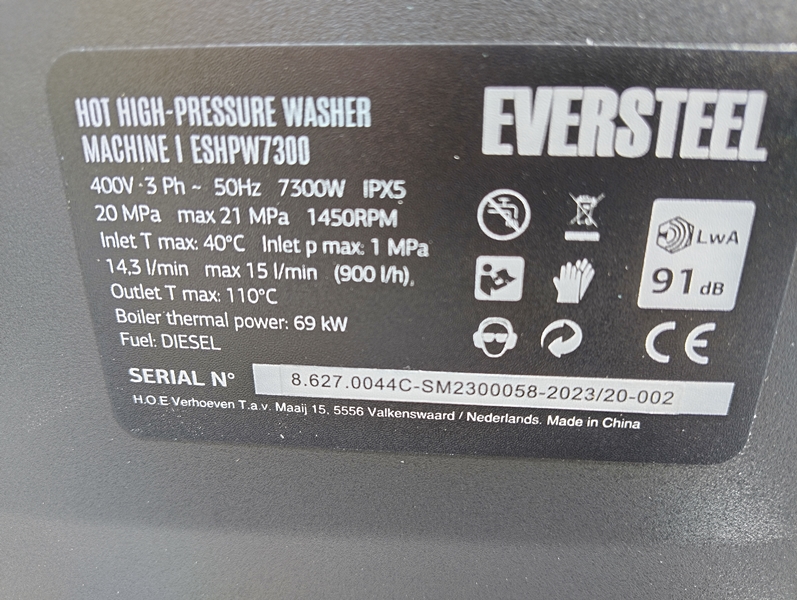 HOT HIGH-PRESSURE WASHER
MACHINE | ESHPW7300
EVERSTEEL
400V · 3 Ph ~ 50Hz 7300W IPX5
20 MPa max 21 MPa 1450RPM
Inlet T max: 40°C Inlet p max: 1 MPa
14,3 l/min max 15 l/min (900 l/h),
Outlet T max: 110°C
Boiler thermal power: 69 kW
Fuel: DIESEL
LwA
91 dB
CE
SERIAL N° 8.627.0044C-SM2300058-2023/20-002
H.O.E Verhoeven T.a.v. Maaij 15, 5556 Valkenswaard / Nederlands. Made in China